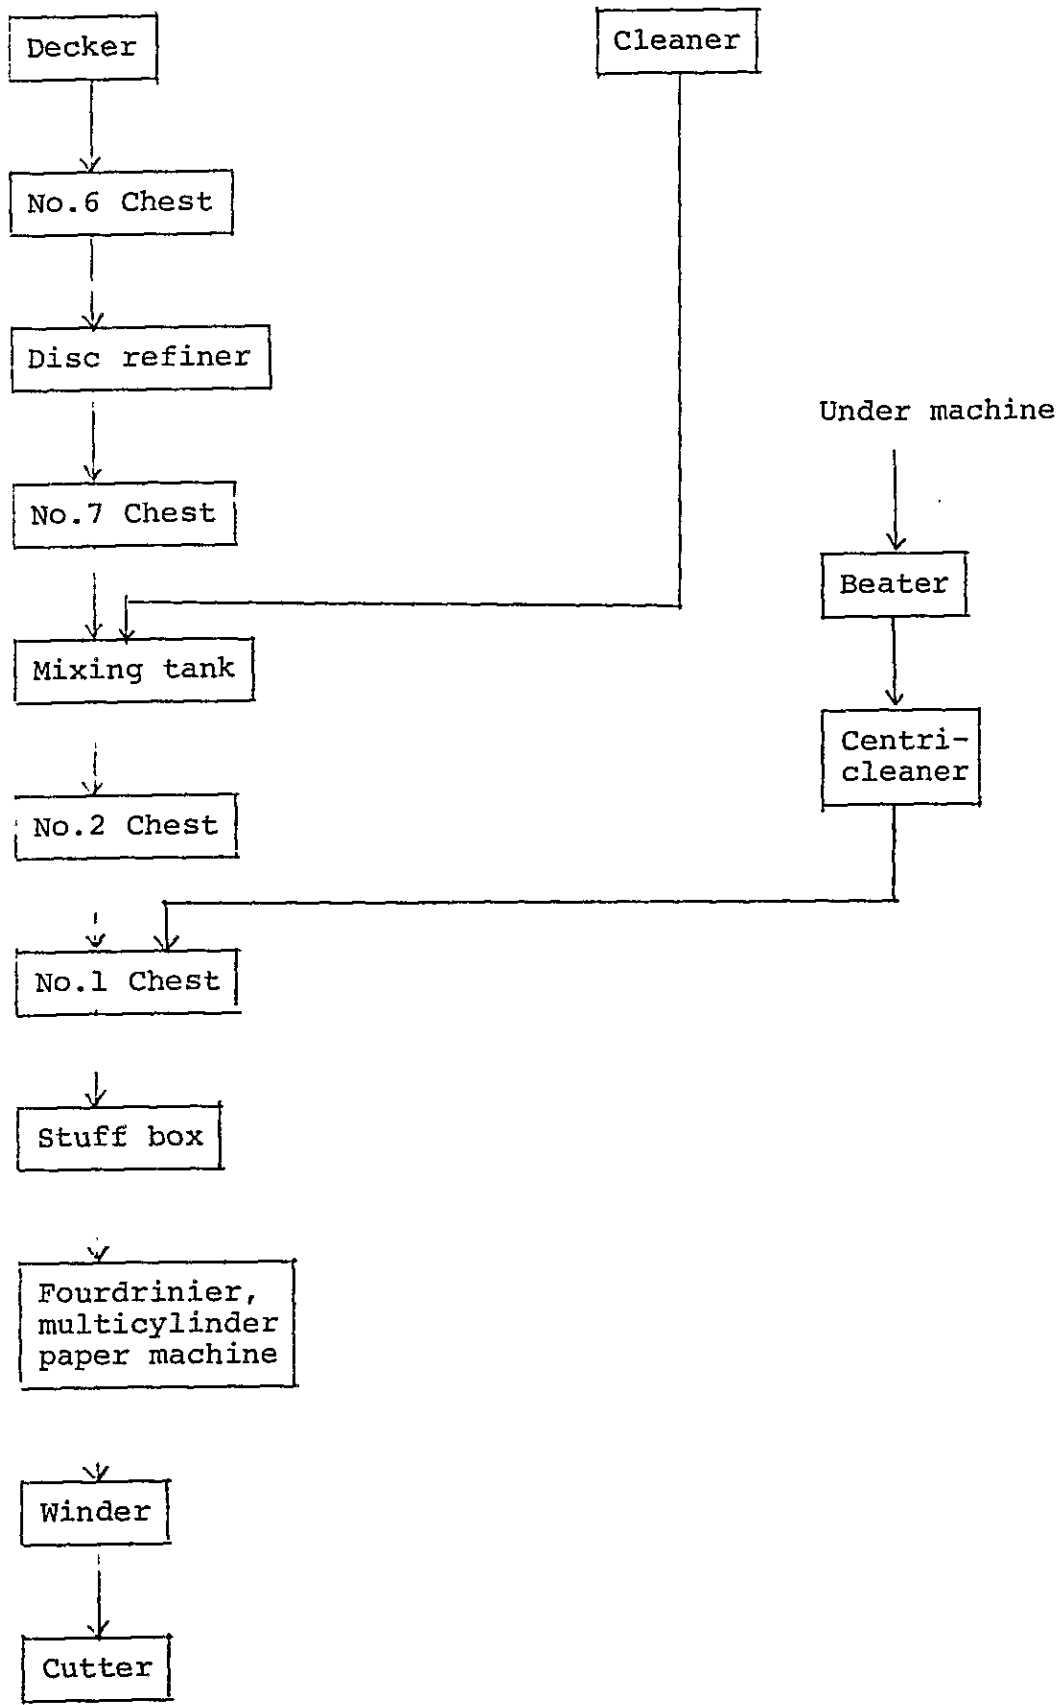 Decker
Cleaner
No.6 Chest
Disc refiner
Under machine
No.7 Chest
Beater
Mixing tank
Centri-
cleaner
No.2 Chest
No.1 Chest
Stuff box
Fourdrinier,
multicylinder
paper machine
Winder
Cutter